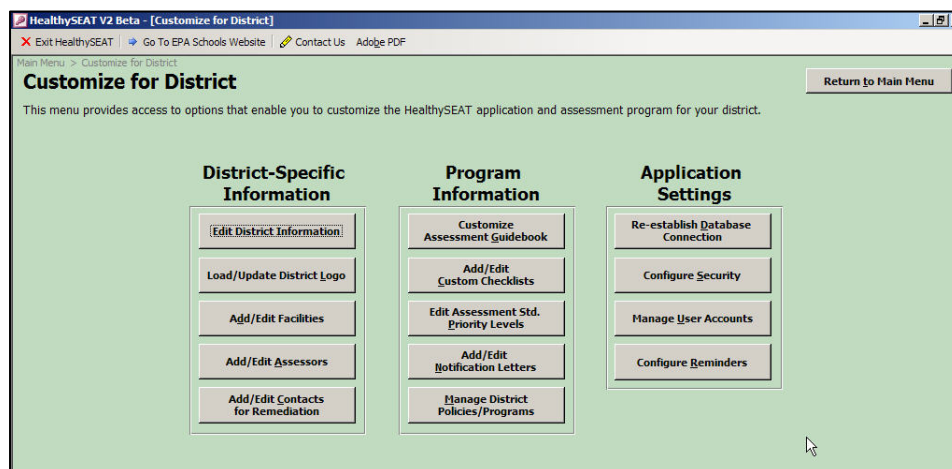 HealthySEAT V2 Beta - [Customize for District]
Exit HealthySEAT Go To EPA Schools Website Contact Us Adobe PDF
Main Menu > Customize for District
Customize for District
Return to Main Menu
This menu provides access to options that enable you to customize the HealthySEAT application and assessment program for your district.
District-Specific
Information
Edit District Information
Load/Update District Logo
Add/Edit Facilities
Add/Edit Assessors
Add/Edit Contacts
for Remediation
Program
Information
Customize
Assessment Guidebook
Add/Edit
Custom Checklists
Edit Assessment Std.
Priority Levels
Add/Edit
Notification Letters
Manage District
Policies/Programs
Application
Settings
Re-establish Database
Connection
Configure Security
Manage User Accounts
Configure Reminders